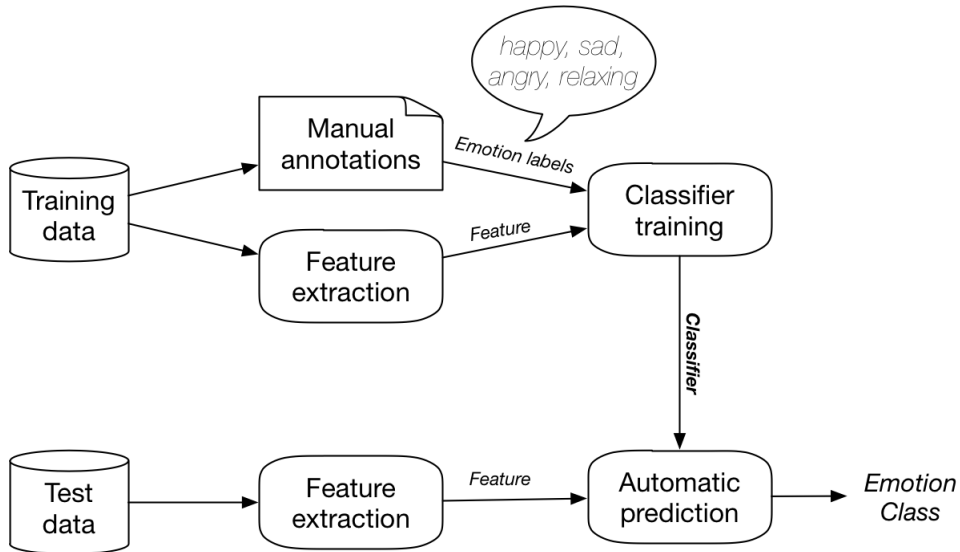 happy, sad,
angry, relaxing
Manual
annotations
Emotion labels
Training
data
Classifier
training
Feature
Feature
extraction
Classifier
Test
data
Feature
extraction
Feature
Automatic
prediction
Emotion
Class